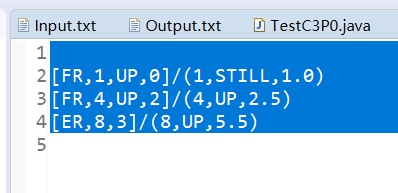 Input.txt Output.txt TestC3P0.java
1
2 [FR,1,UP,0]/(1,STILL,1.0)
3 [FR,4,UP,2]/(4,UP,2.5)
4 [ER,8,3]/(8,UP,5.5)
5